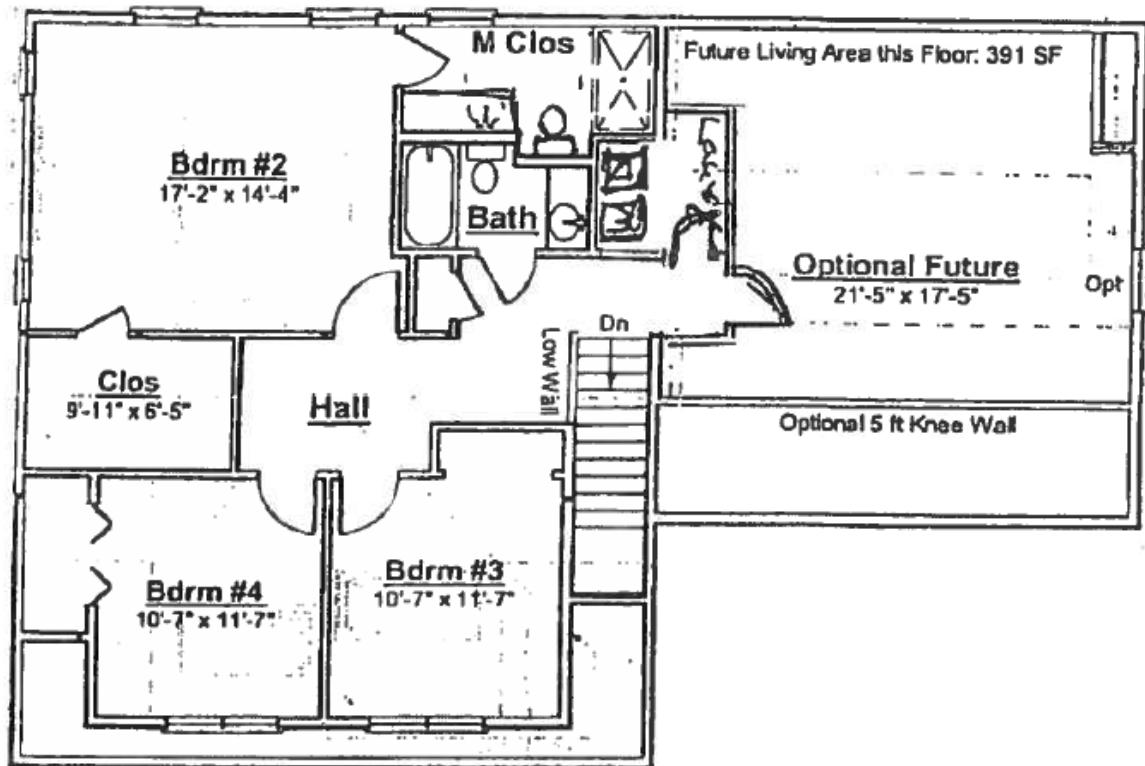 M Clos
Future Living Area this Floor: 391 SF
Bdrm #2
17'-2" x 14'-4"
Bath
Optional Future
21'-5" x 17'-5"
Opt
Dn
Low Wall
Clos
9'-11" x 6'-5"
Hall
Optional 5 ft Knee Wall
Bdrm #4
10'-7" x 11'-7"
Bdrm #3
10'-7" x 11'-7"